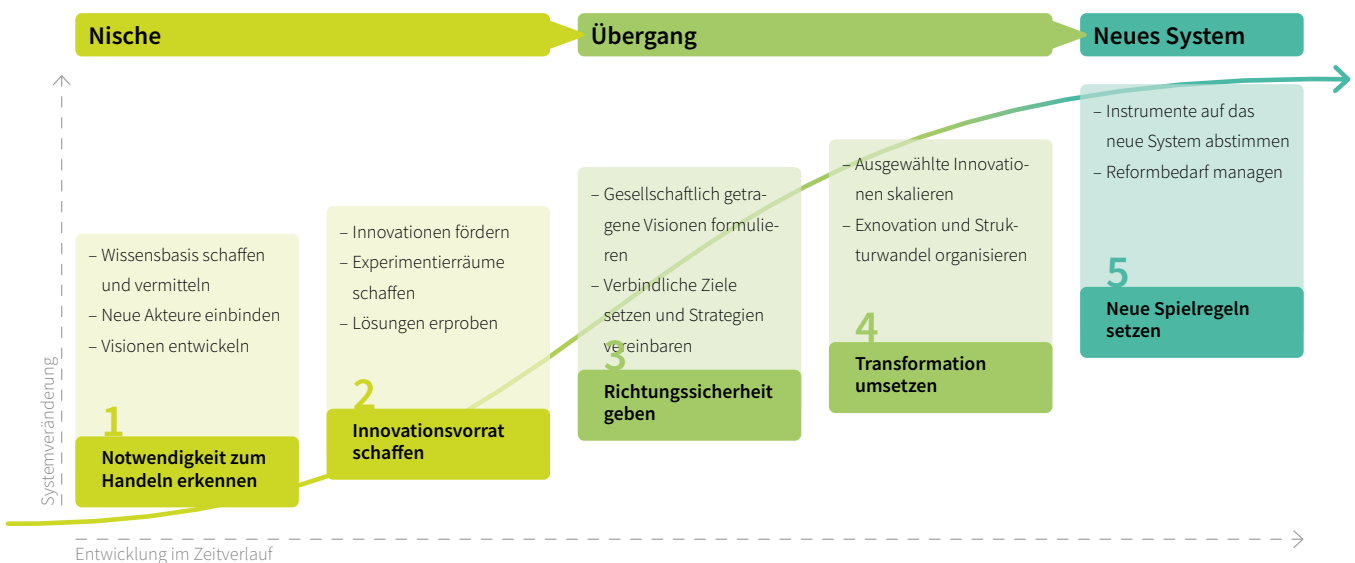 Nische
Übergang
Neues System
Systemveränderung
– Wissensbasis schaffen
und vermitteln
– Neue Akteure einbinden
– Visionen entwickeln
1
Notwendigkeit zum
Handeln erkennen
– Innovationen fördern
– Experimentierräume
schaffen
– Lösungen erproben
2
Innovationsvorrat
schaffen
– Gesellschaftlich getra-
gene Visionen formulie-
ren
– Verbindliche Ziele
setzen und Strategien
vereinbaren
3
Richtungssicherheit
geben
– Ausgewählte Innovatio-
nen skalieren
– Exnovation und Struk-
turwandel organisieren
4
Transformation
umsetzen
– Instrumente auf das
neue System abstimmen
– Reformbedarf managen
5
Neue Spielregeln
setzen
Entwicklung im Zeitverlauf